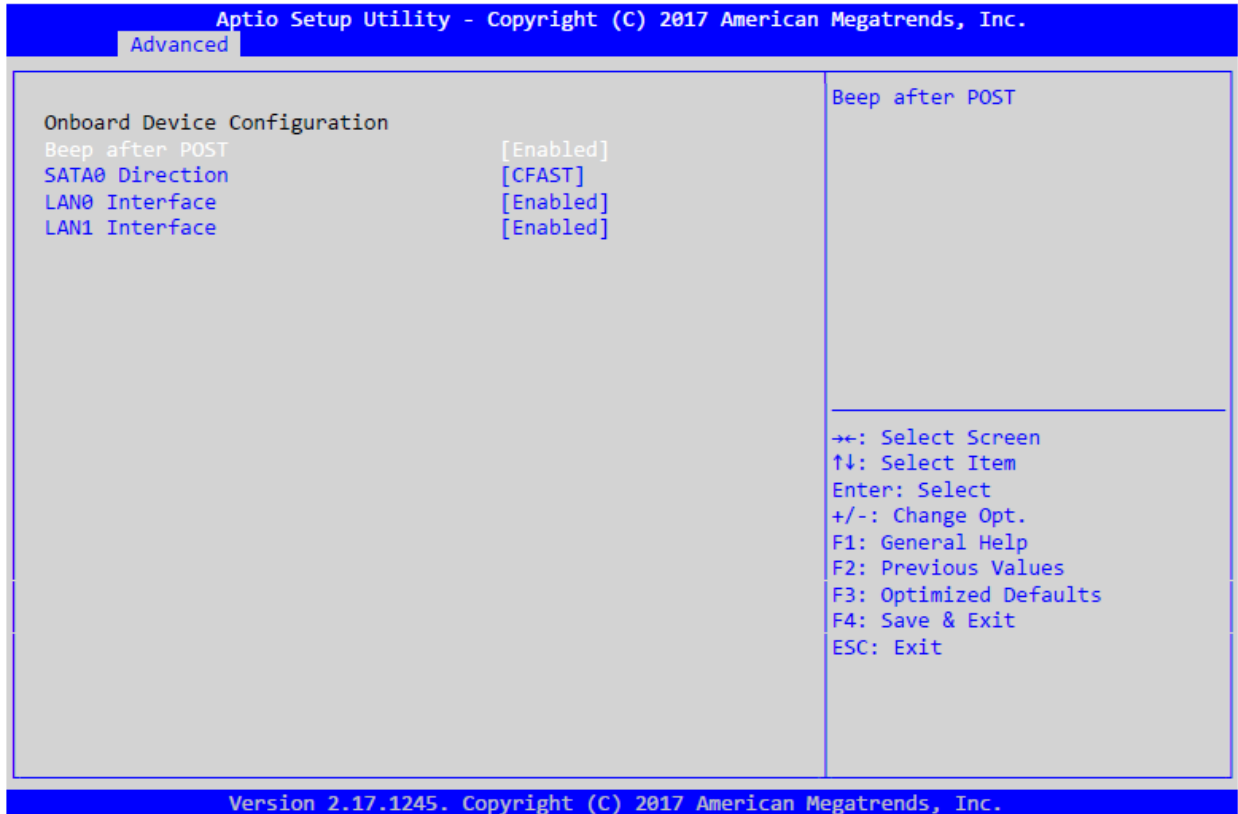 Aptio Setup Utility - Copyright (C) 2017 American Megatrends, Inc.
Advanced
Onboard Device Configuration
Beep after POST [Enabled]
SATA0 Direction [CFAST]
LAN0 Interface [Enabled]
LAN1 Interface [Enabled]
Beep after POST
→←: Select Screen
↑↓: Select Item
Enter: Select
+/-: Change Opt.
F1: General Help
F2: Previous Values
F3: Optimized Defaults
F4: Save & Exit
ESC: Exit
Version 2.17.1245. Copyright (C) 2017 American Megatrends, Inc.